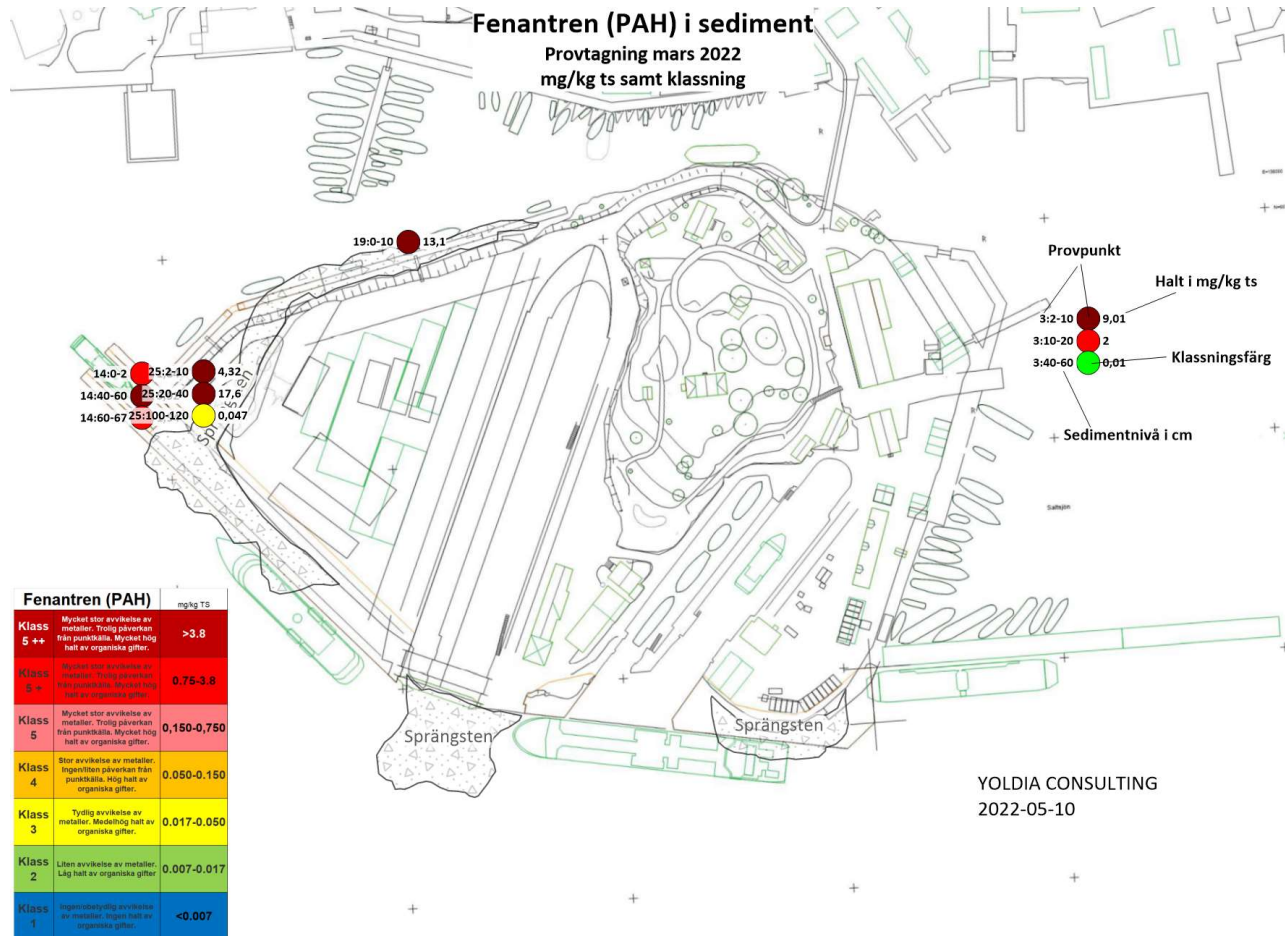 Fenantren (PAH) i sediment
Provtagning mars 2022
mg/kg ts samt klassning
R
R
19:0-10 13,1
Provpunkt
Halt i mg/kg ts
3:2-10 9,01
3:10-20 2
3:40-60 0,01
Klassningsfärg
Sedimentnivå i cm
14:0-2 25:2-10 4,32
14:40-60 25:20-40 17,6
14:60-67 25:100-120 0,047
Saltsjön
Fenantren (PAH) mg/kg TS
Klass 5 ++
Mycket stor avvikelse av
metaller. Trolig påverkan
från punktkälla. Mycket hög
halt av organiska gifter.
>3.8
Klass 5 +
Mycket stor avvikelse av
metaller. Trolig påverkan
från punktkälla. Mycket hög
halt av organiska gifter.
0.75-3.8
Klass 5
Mycket stor avvikelse av
metaller. Trolig påverkan
från punktkälla. Mycket hög
halt av organiska gifter.
0,150-0,750
Klass 4
Stor avvikelse av metaller.
Ingen/liten påverkan från
punktkälla. Hög halt av
organiska gifter.
0.050-0.150
Klass 3
Tydlig avvikelse av
metaller. Medelhög halt av
organiska gifter.
0.017-0.050
Klass 2
Liten avvikelse av metaller.
Låg halt av organiska gifter
0.007-0.017
Klass 1
Ingen/obetydlig avvikelse
av metaller. Ingen halt av
organiska gifter.
<0.007
Sprängsten
Sprängsten
YOLDIA CONSULTING
2022-05-10